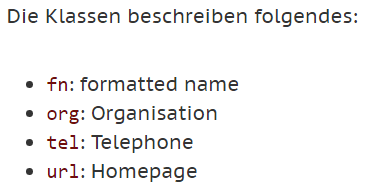 Die Klassen beschreiben folgendes:
• fn: formatted name
• org: Organisation
• tel: Telephone
• url: Homepage